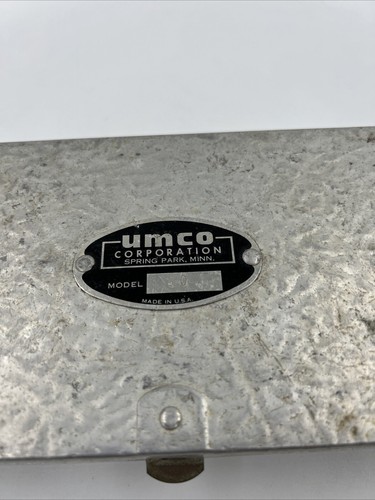 umco
CORPORATION
SPRING PARK, MINN.
MODEL
MADE IN U.S.A.